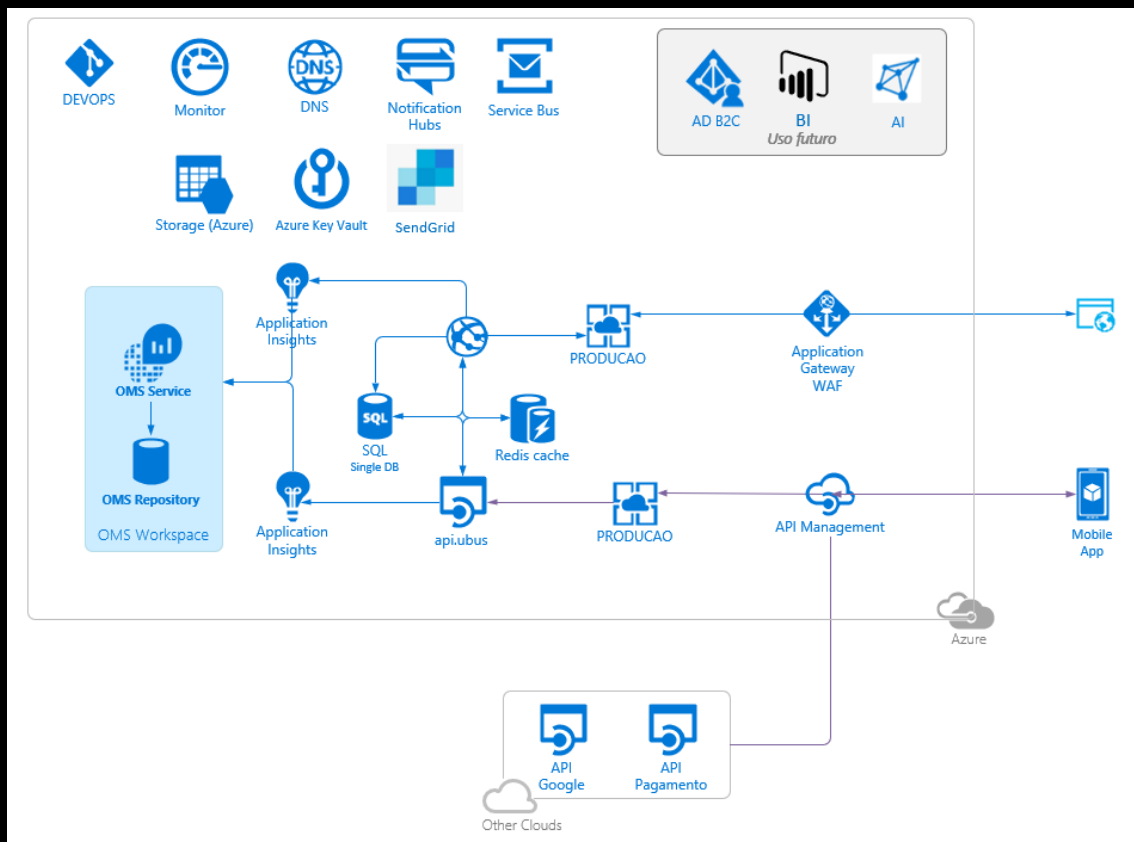 DEVOPS
Monitor
DNS
DNS
Notification
Hubs
Service Bus
AD B2C
BI
AI
Uso futuro
Storage (Azure)
Azure Key Vault
SendGrid
Application
Insights
PRODUCAO
Application
Gateway
WAF
OMS Service
SQL
SQL
Single DB
Redis cache
OMS Repository
OMS Workspace
Application
Insights
api.ubus
PRODUCAO
API Management
Mobile
App
Azure
API
Google
API
Pagamento
Other Clouds